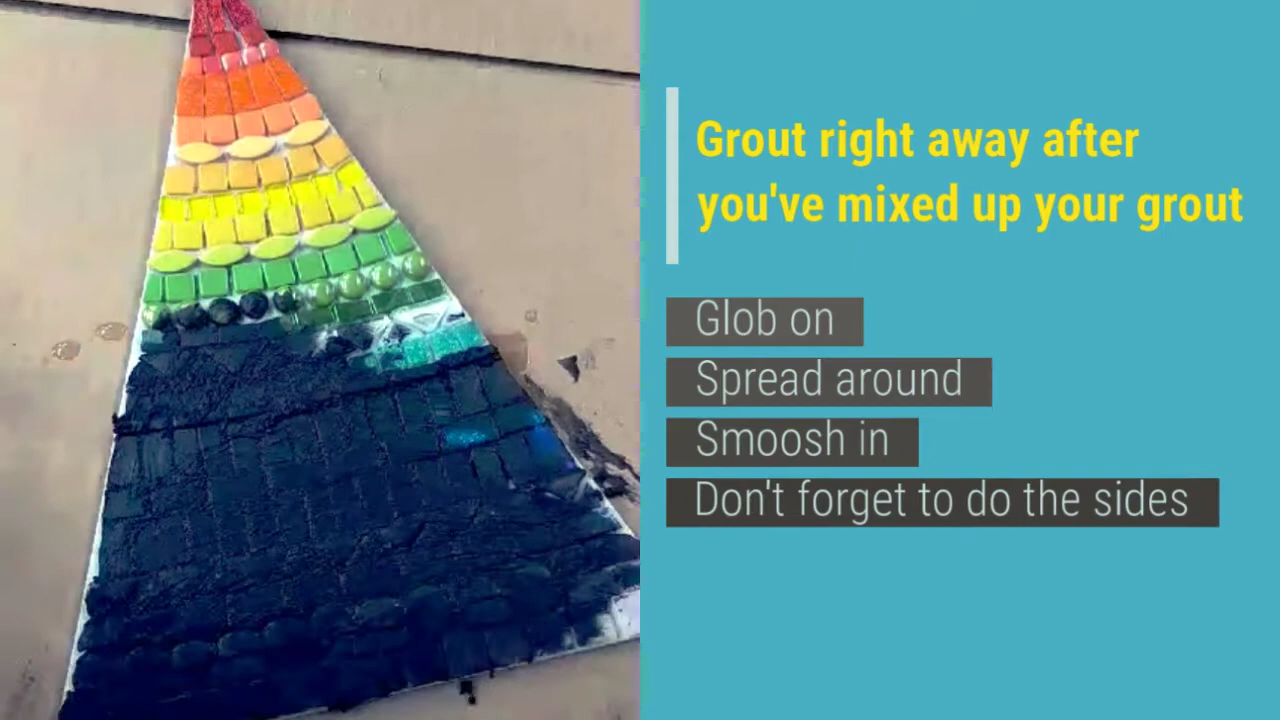 Grout right away after
you've mixed up your grout
Glob on
Spread around
Smoosh in
Don't forget to do the sides